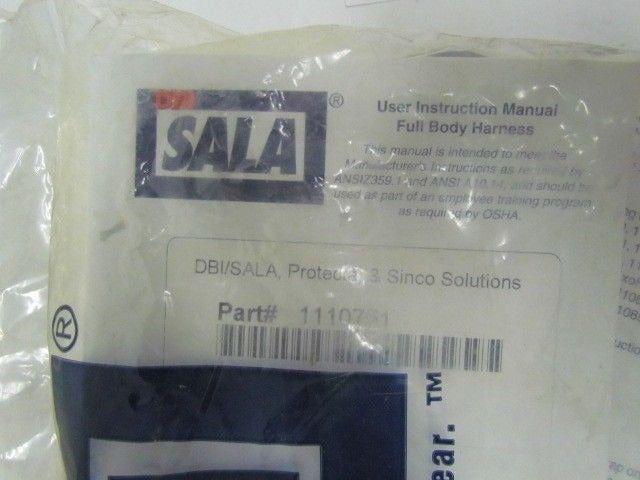 SALA
®
User Instruction Manual
Full Body Harness
This manual is intended to meet the
Manufacturer's Instructions as required by
ANSI Z359.1 and ANSI A10.14, and should be
used as part of an employee training program
as required by OSHA.
DBI/SALA, Protecta, & Sinco Solutions
Part#
®
ear. ™